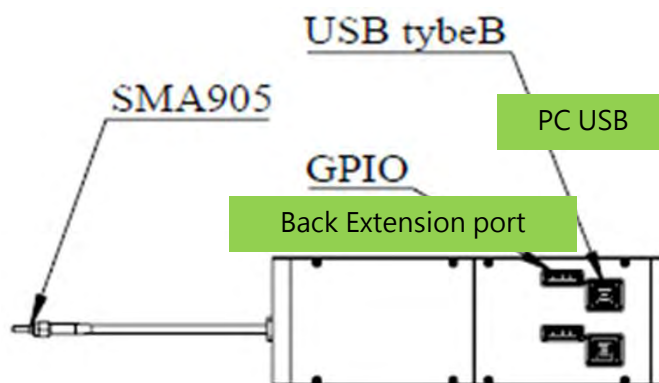 USB tybeB
SMA905
PC USB
GPIO
Back Extension port